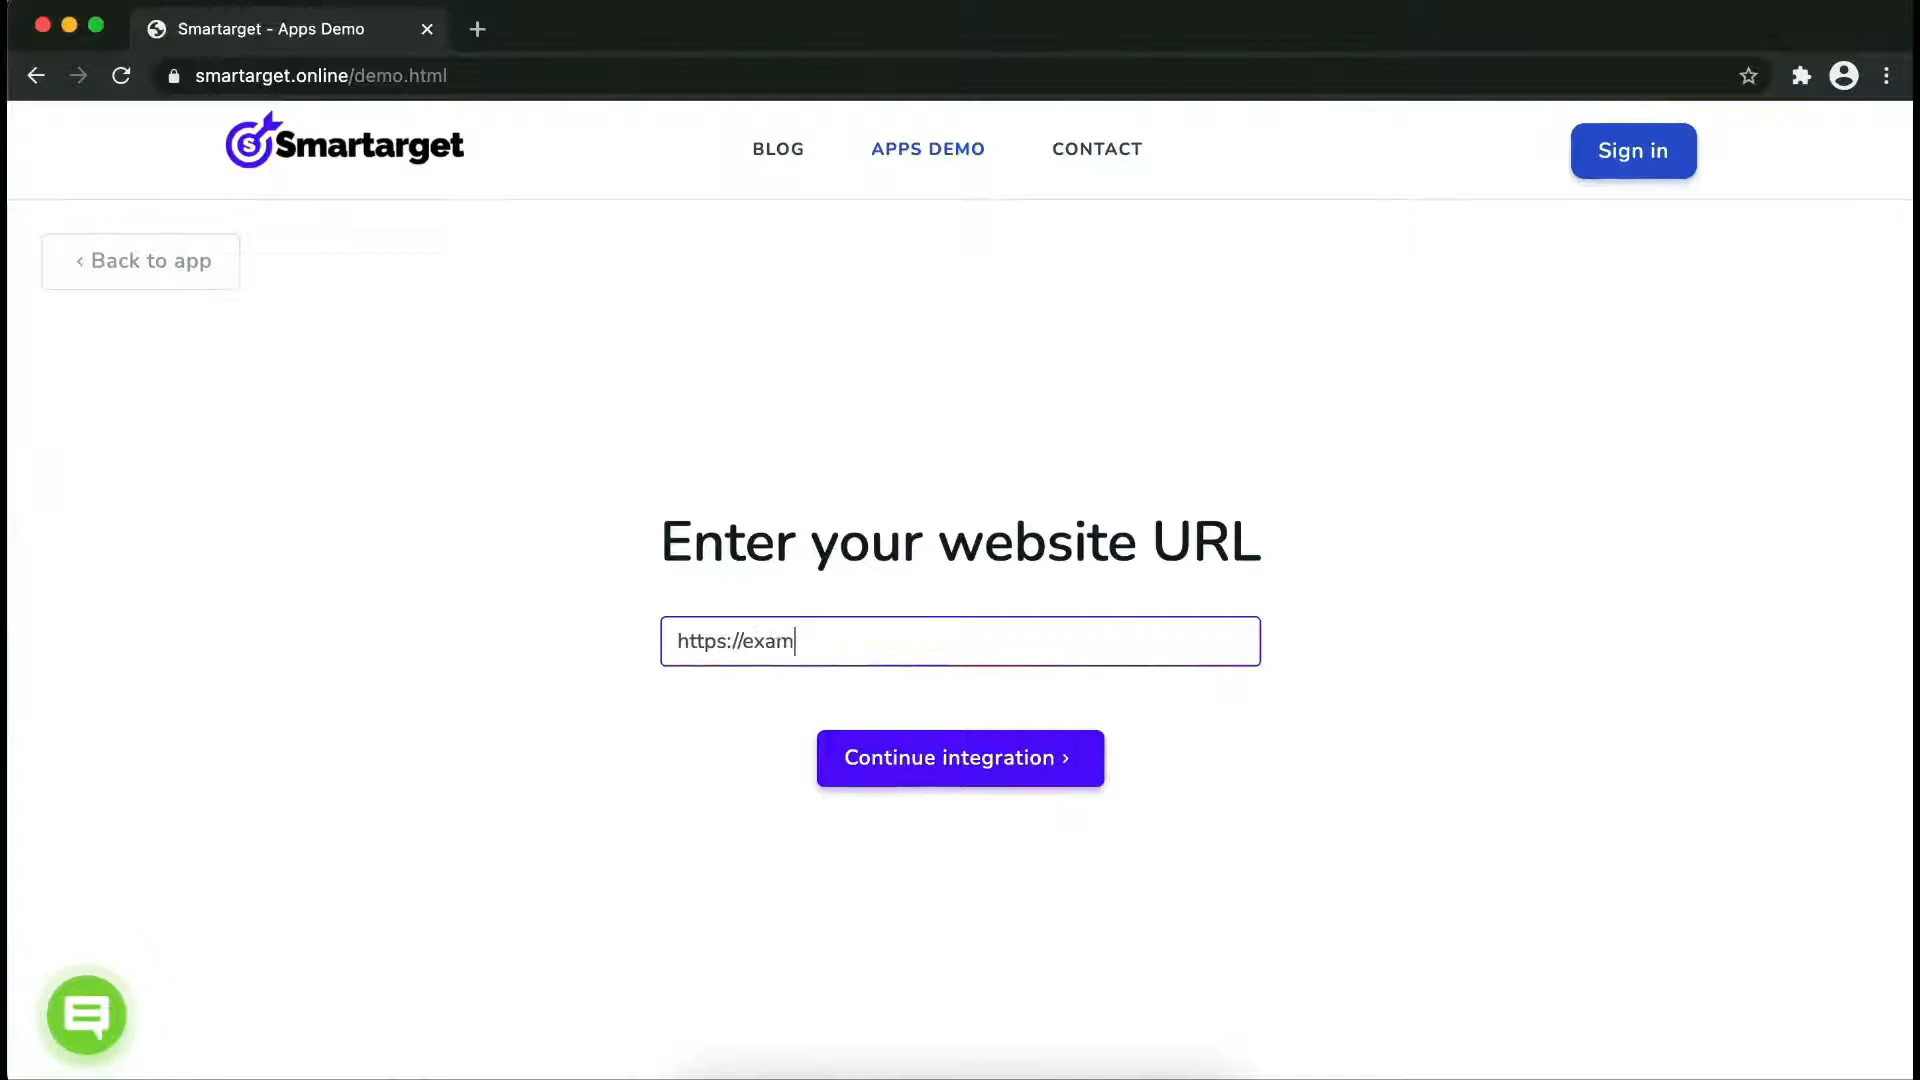 Smartarget - Apps Demo
smartarget.online/demo.html
Smartarget
BLOG
APPS DEMO
CONTACT
Sign in
‹ Back to app
Enter your website URL
https://exam
Continue integration ›